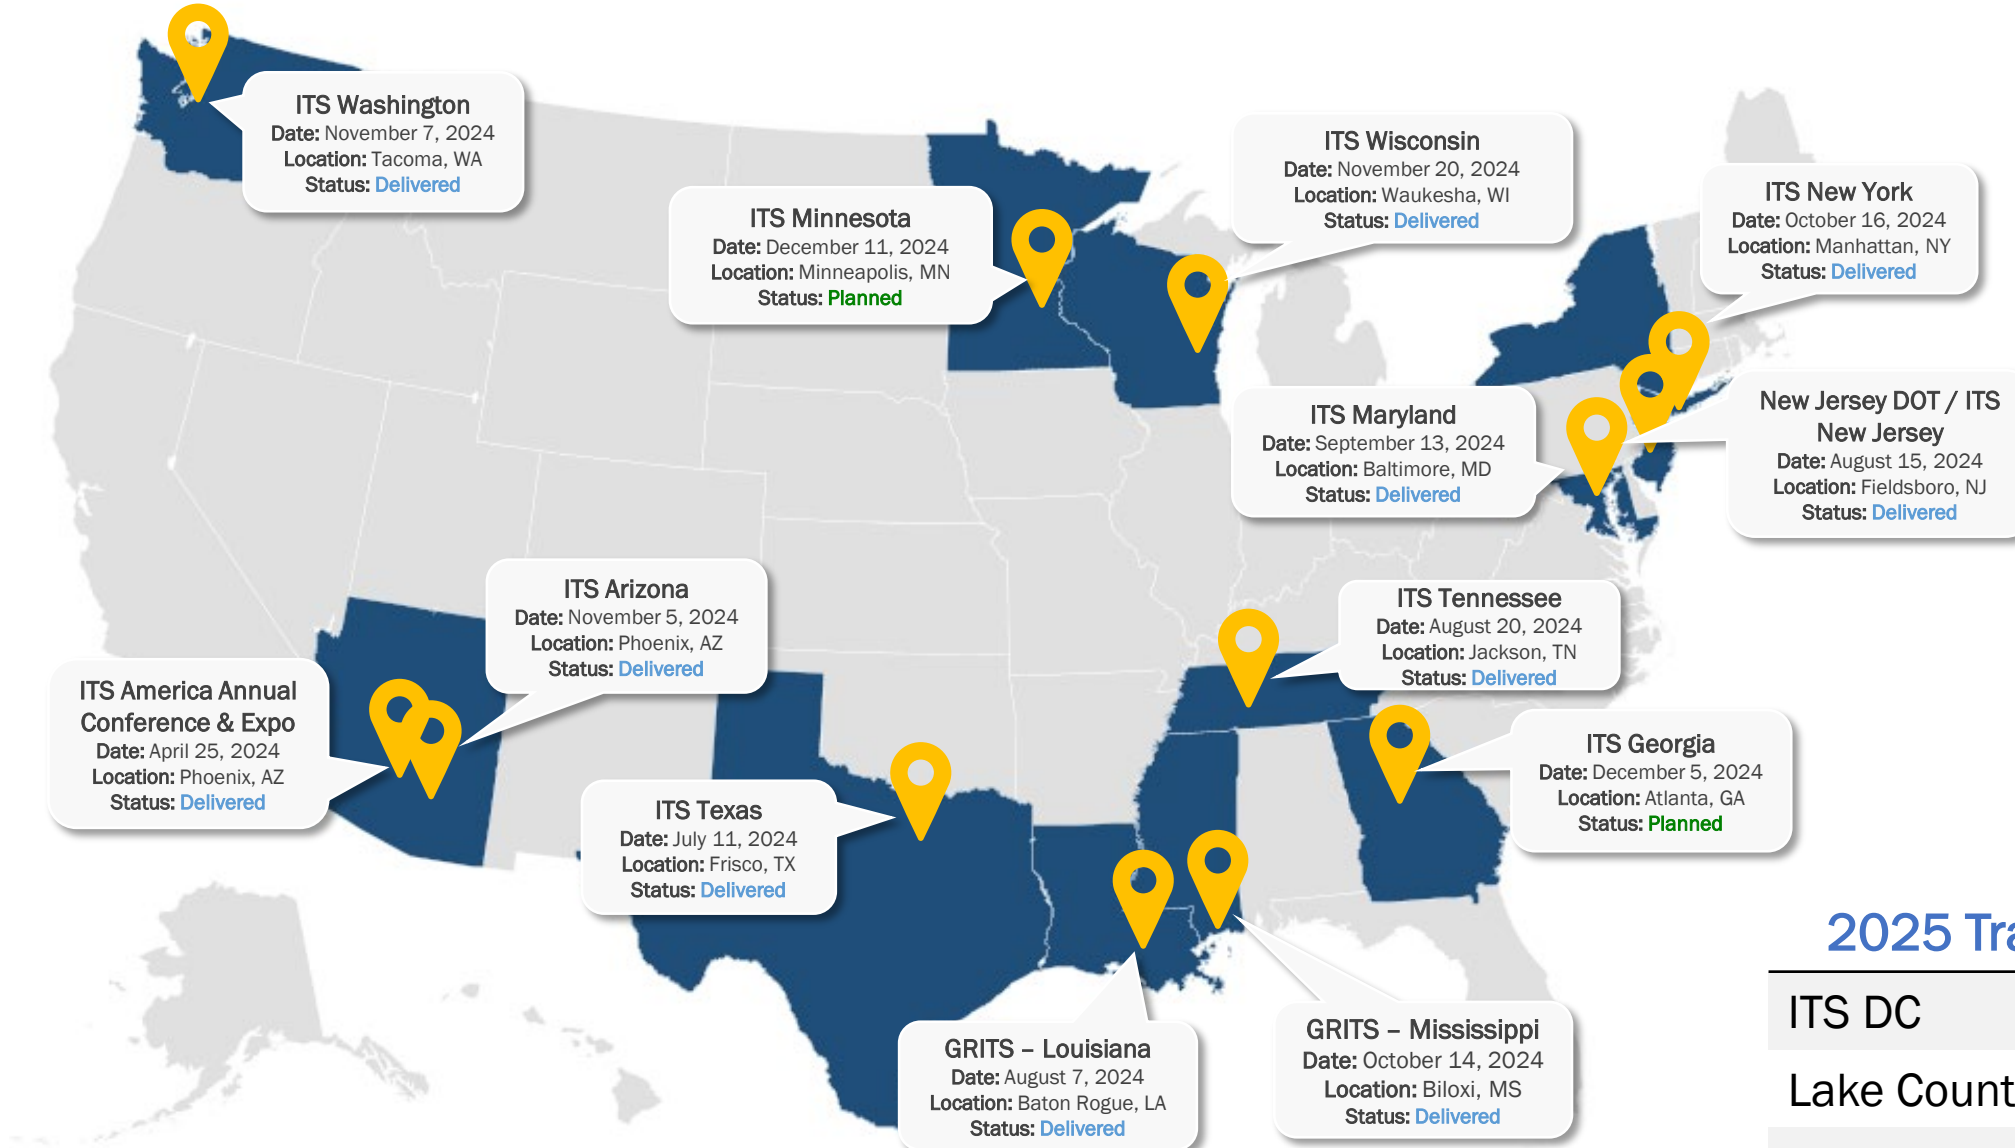 ITS Washington
Date: November 7, 2024
Location: Tacoma, WA
Status: Delivered
ITS Wisconsin
Date: November 20, 2024
Location: Waukesha, WI
Status: Delivered
ITS New York
Date: October 16, 2024
Location: Manhattan, NY
Status: Delivered
ITS Minnesota
Date: December 11, 2024
Location: Minneapolis, MN
Status: Planned
ITS Maryland
Date: September 13, 2024
Location: Baltimore, MD
Status: Delivered
New Jersey DOT / ITS
New Jersey
Date: August 15, 2024
Location: Fieldsboro, NJ
Status: Delivered
ITS Arizona
Date: November 5, 2024
Location: Phoenix, AZ
Status: Delivered
ITS Tennessee
Date: August 20, 2024
Location: Jackson, TN
Status: Delivered
ITS America Annual
Conference & Expo
Date: April 25, 2024
Location: Phoenix, AZ
Status: Delivered
ITS Georgia
Date: December 5, 2024
Location: Atlanta, GA
Status: Planned
ITS Texas
Date: July 11, 2024
Location: Frisco, TX
Status: Delivered
GRITS – Louisiana
Date: August 7, 2024
Location: Baton Rogue, LA
Status: Delivered
GRITS – Mississippi
Date: October 14, 2024
Location: Biloxi, MS
Status: Delivered
2025 Tra
ITS DC
Lake Count